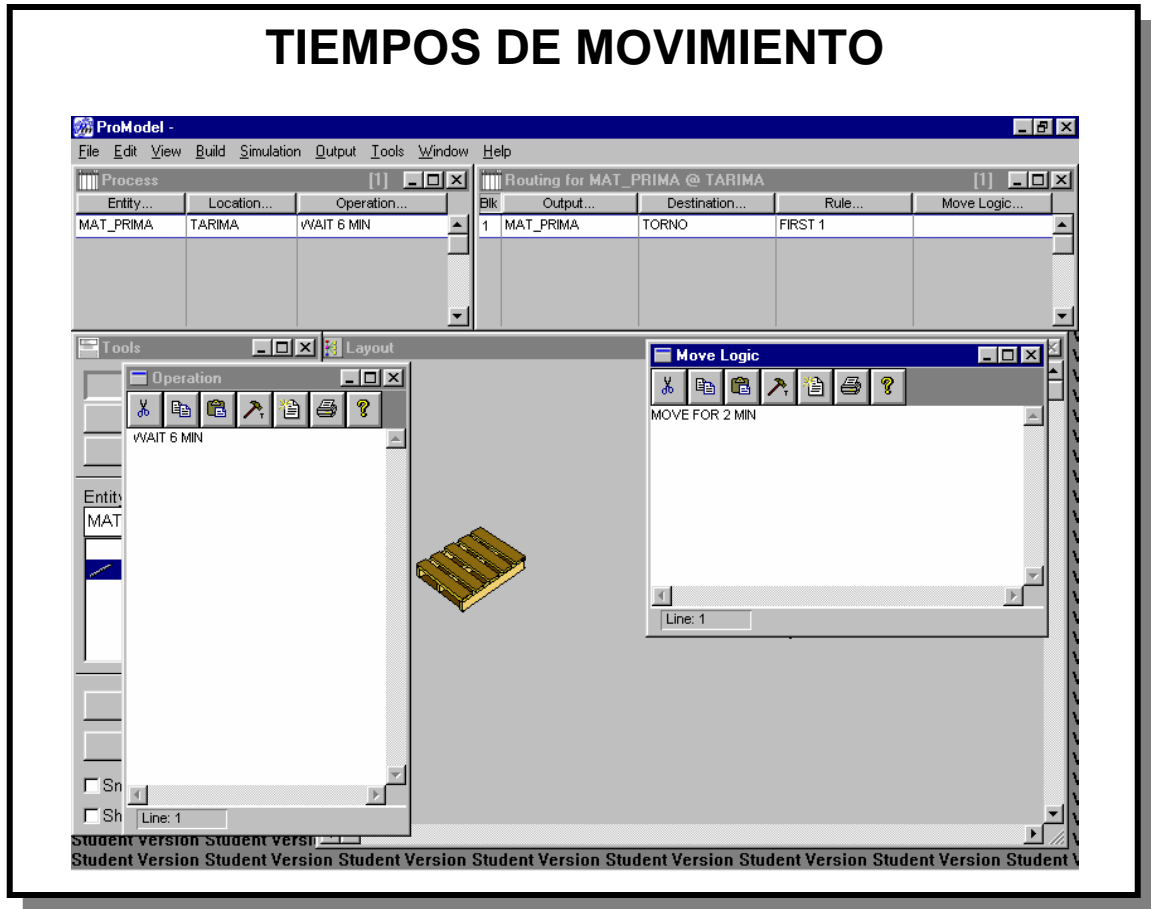 TIEMPOS DE MOVIMIENTO
ProModel -
File Edit View Build Simulation Output Tools Window Help
Process [1]
Routing for MAT_PRIMA @ TARIMA [1]
Entity... Location... Operation...
Blk Output... Destination... Rule... Move Logic...
MAT_PRIMA TARIMA WAIT 6 MIN
1 MAT_PRIMA TORNO FIRST 1
Tools
Layout
Operation
WAIT 6 MIN
Move Logic
MOVE FOR 2 MIN
Line: 1
Entity
MAT
Sn
Sh
Line: 1
Student Version Student Versi
Student Version Student Version Student Version Student Version Student Version Student Version Student Version Student V